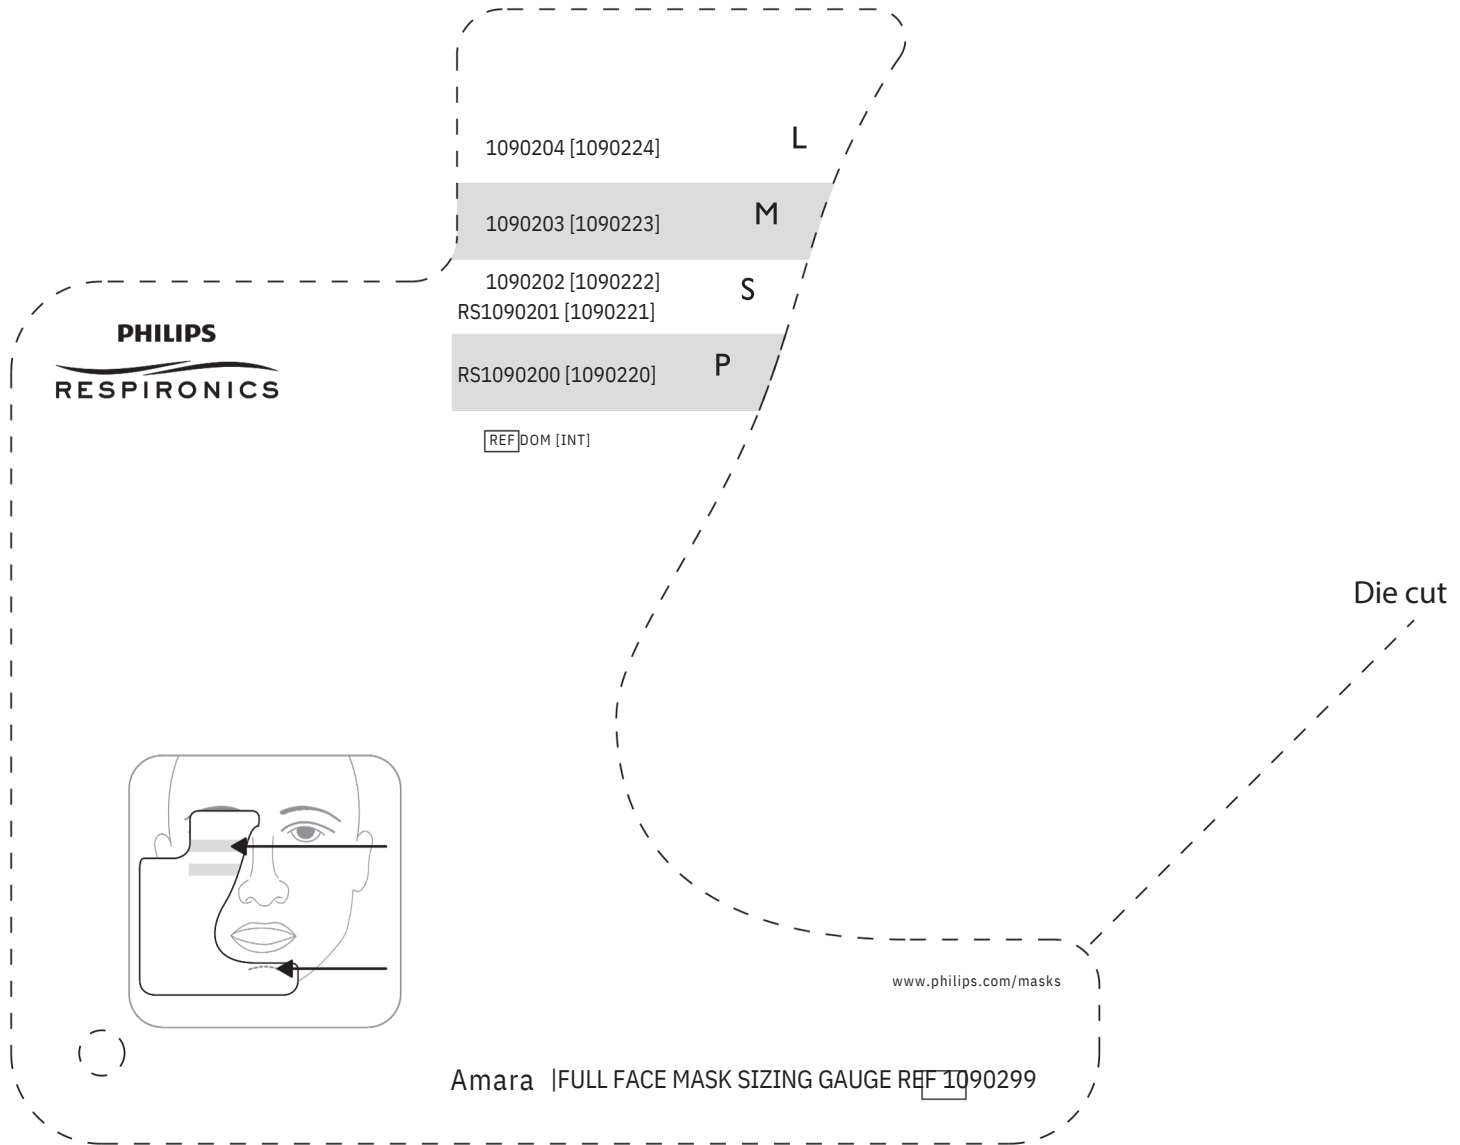 1090204 [1090224] L
1090203 [1090223] M
1090202 [1090222] S
RS1090201 [1090221]
PHILIPS
RESPIRONICS
RS1090200 [1090220] P
REF DOM [INT]
Die cut
www.philips.com/masks
Amara |FULL FACE MASK SIZING GAUGE REF 1090299